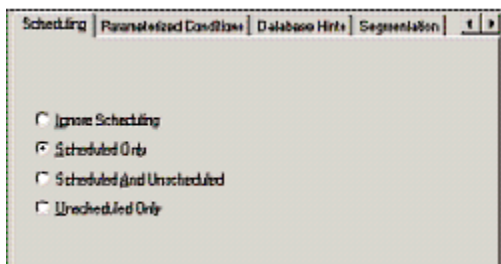 Scheduling Parameterized Conditions Database Hints Segmentation
Ignore Scheduling
Scheduled Only
Scheduled And Unscheduled
Unscheduled Only